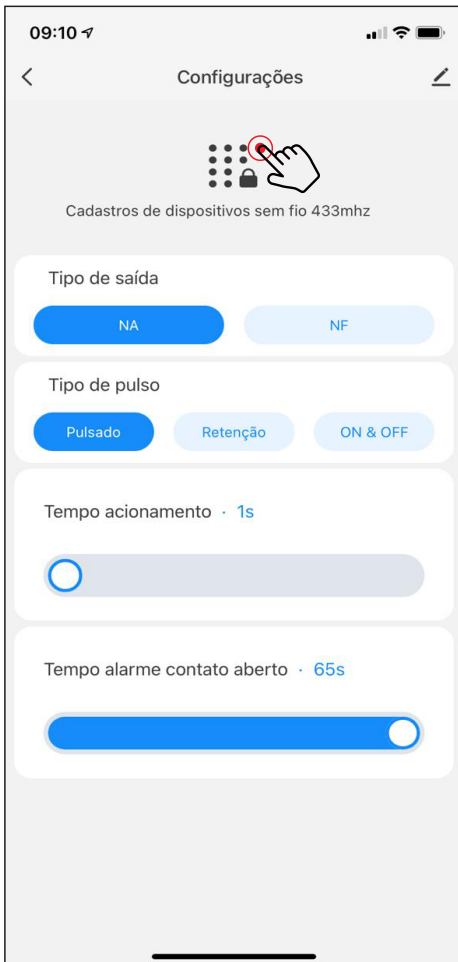 09:10
Configurações
Cadastros de dispositivos sem fio 433mhz
Tipo de saída
NA NF
Tipo de pulso
Pulsado Retenção ON & OFF
Tempo acionamento · 1s
Tempo alarme contato aberto · 65s